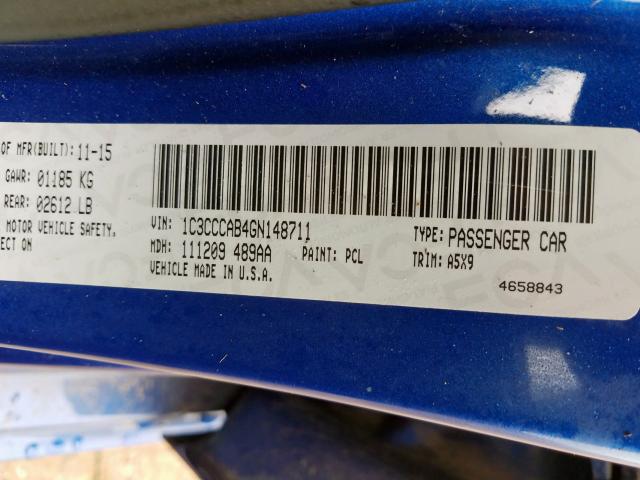 OF MFR(BUILT): 11-15
GAWR: 01185 KG
REAR: 02612 LB
MOTOR VEHICLE SAFETY,
ECT ON
VIN: 1C3CCCAB4GN148711
TYPE: PASSENGER CAR
MDH: 111209 489AA
PAINT: PCL
TRIM: A5X9
VEHICLE MADE IN U.S.A.
4658843